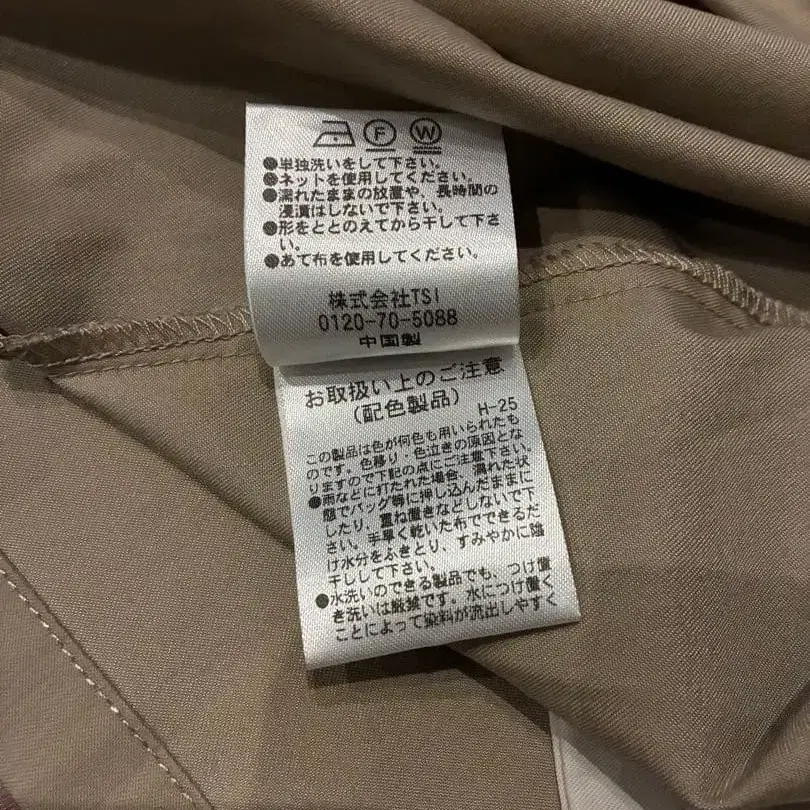 F W
●単独洗いをして下さい。
●ネットを使用してください。
●濡れたままの放置や、長時間の
浸漬はしないで下さい。
●形をととのえてから干して下さ
い。
●あて布を使用してください。
株式会社TSI
0120-70-5088
中国製
お取扱い上のご注意
(配色製品) H-25
この製品は色が何色も用いられたも
のです。色移り・色泣きの原因とな
りますので下記の点にご注意下さい。
●雨などに打たれた場合、濡れた状
態でバッグ等に押し込んだままに
したり、重ね置きなどしないで下
さい。手早く乾いた布でできるだ
け水分をふきとり、すみやかに陰
干しして下さい。
●水洗いのできる製品でも、つけ置
き洗いは厳禁です。水につけ置く
ことによって染料が流出しやすく